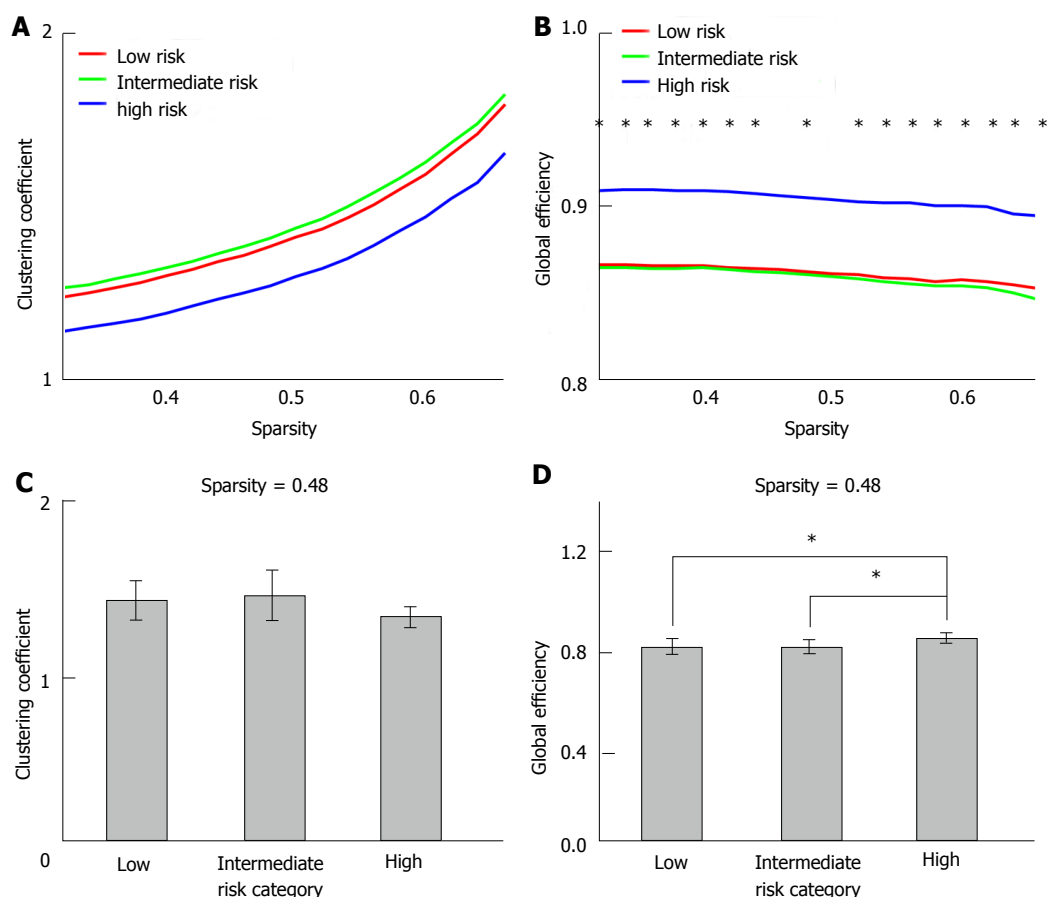 A
2
Low risk
Intermediate risk
high risk
Clustering coefficient
1
0.4 0.5 0.6
Sparsity
B
1.0
Low risk
Intermediate risk
High risk
* * * * * * * * * * * * * * * *
0.9
Global efficiency
0.8
0.4 0.5 0.6
Sparsity
C
Sparsity = 0.48
2
Clustering coefficient
1
0
Low Intermediate High
risk category
D
Sparsity = 0.48
1.2
*
*
0.8
Global efficiency
0.4
0.0
Low Intermediate High
risk category